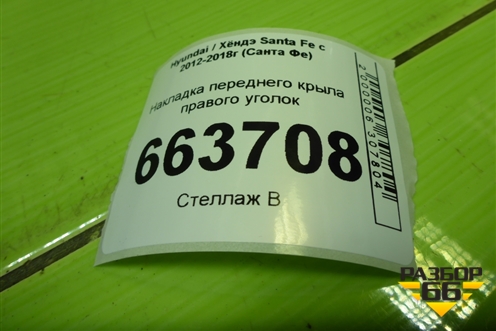 Hyundai / Хёндэ Santa Fe с
2012-2018г (Санта Фе)
Накладка переднего крыла
правого уголок
663708
Стеллаж В
2000006307804
РАЗБОР
66